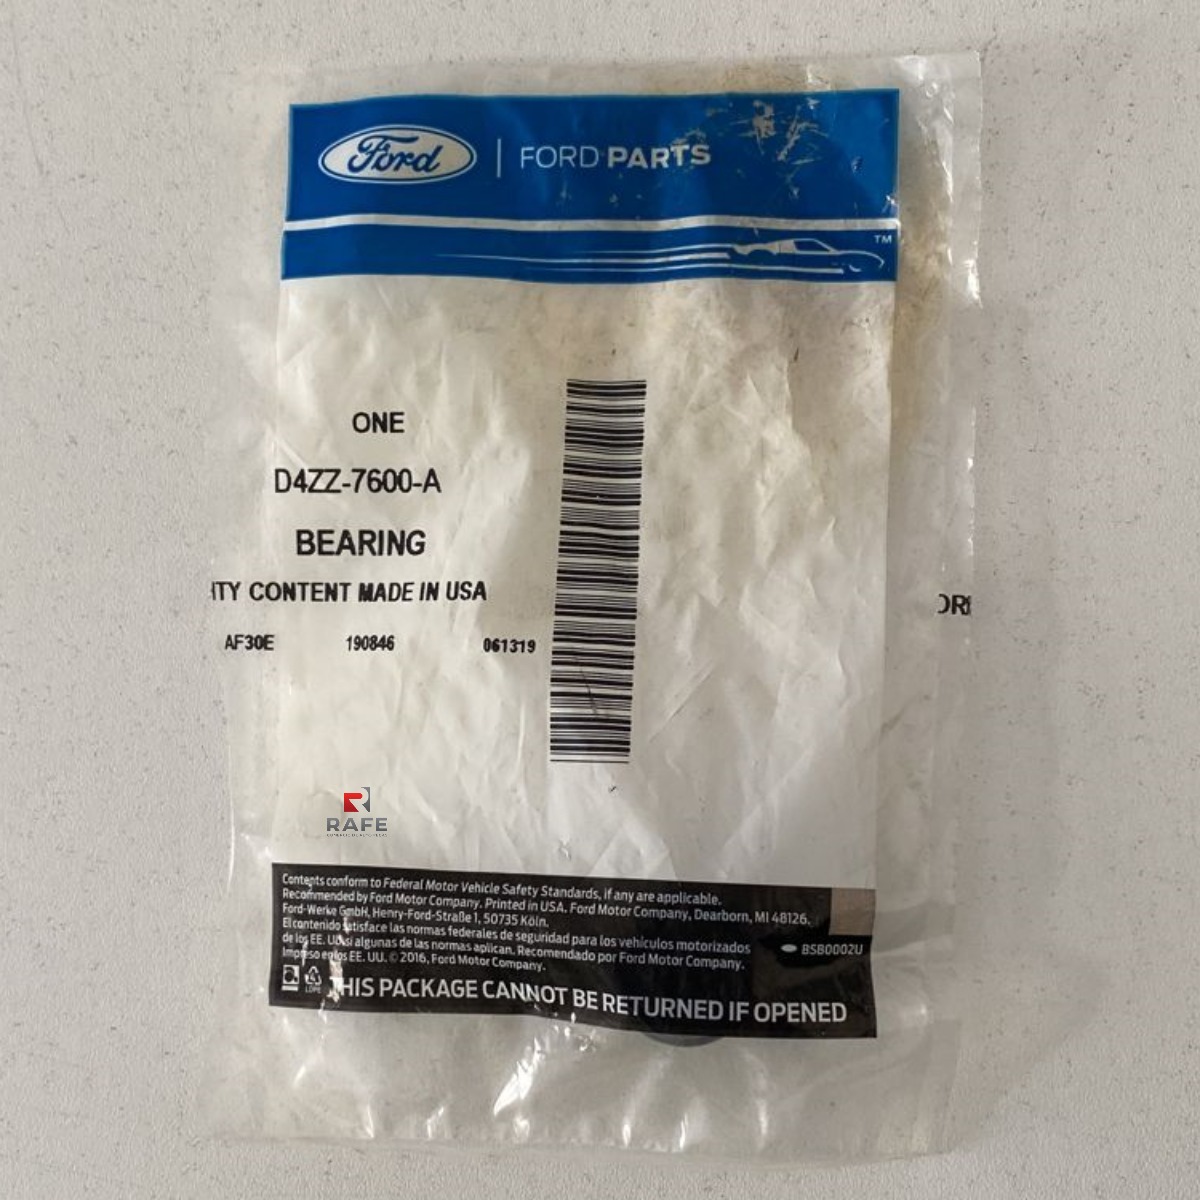 Ford
FORD PARTS
TM
ONE
D4ZZ-7600-A
BEARING
ITY CONTENT MADE IN USA
AF30E 190846 061319
RAFE
Contents conform to Federal Motor Vehicle Safety Standards, if any are applicable.
Recommended by Ford Motor Company. Printed in USA. Ford Motor Company, Dearborn, MI 48126.
Ford-Werke GmbH, Henry-Ford-Straße 1, 50735 Köln.
El contenido satisface las normas federales de seguridad para los vehículos motorizados
de los EE. UU. si algunas de las normas aplican. Recomendado por Ford Motor Company.
Impreso en los EE. UU. © 2016, Ford Motor Company.
BSB0002U
4
LDPE
THIS PACKAGE CANNOT BE RETURNED IF OPENED